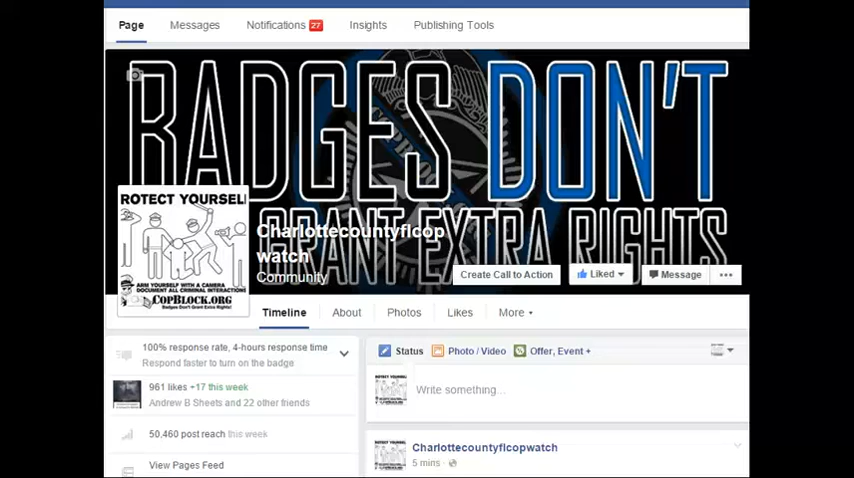 Page Messages Notifications 27 Insights Publishing Tools
BADGES DON'T
GRANT EXTRA RIGHTS
ROTECT YOURSEL
ARM YOURSELF WITH A CAMERA
DOCUMENT ALL CRIMINAL INTERACTIONS
COPBLOCK.ORG
Badges Don't Grant Extra Rights!
Charlottecountyflcop
watch
Community
Create Call to Action Liked Message
Timeline About Photos Likes More
100% response rate, 4-hours response time
Respond faster to turn on the badge
961 likes +17 this week
Andrew B Sheets and 22 other friends
50,460 post reach this week
View Pages Feed
Status Photo / Video Offer, Event +
Write something...
Charlottecountyflcopwatch
5 mins ·